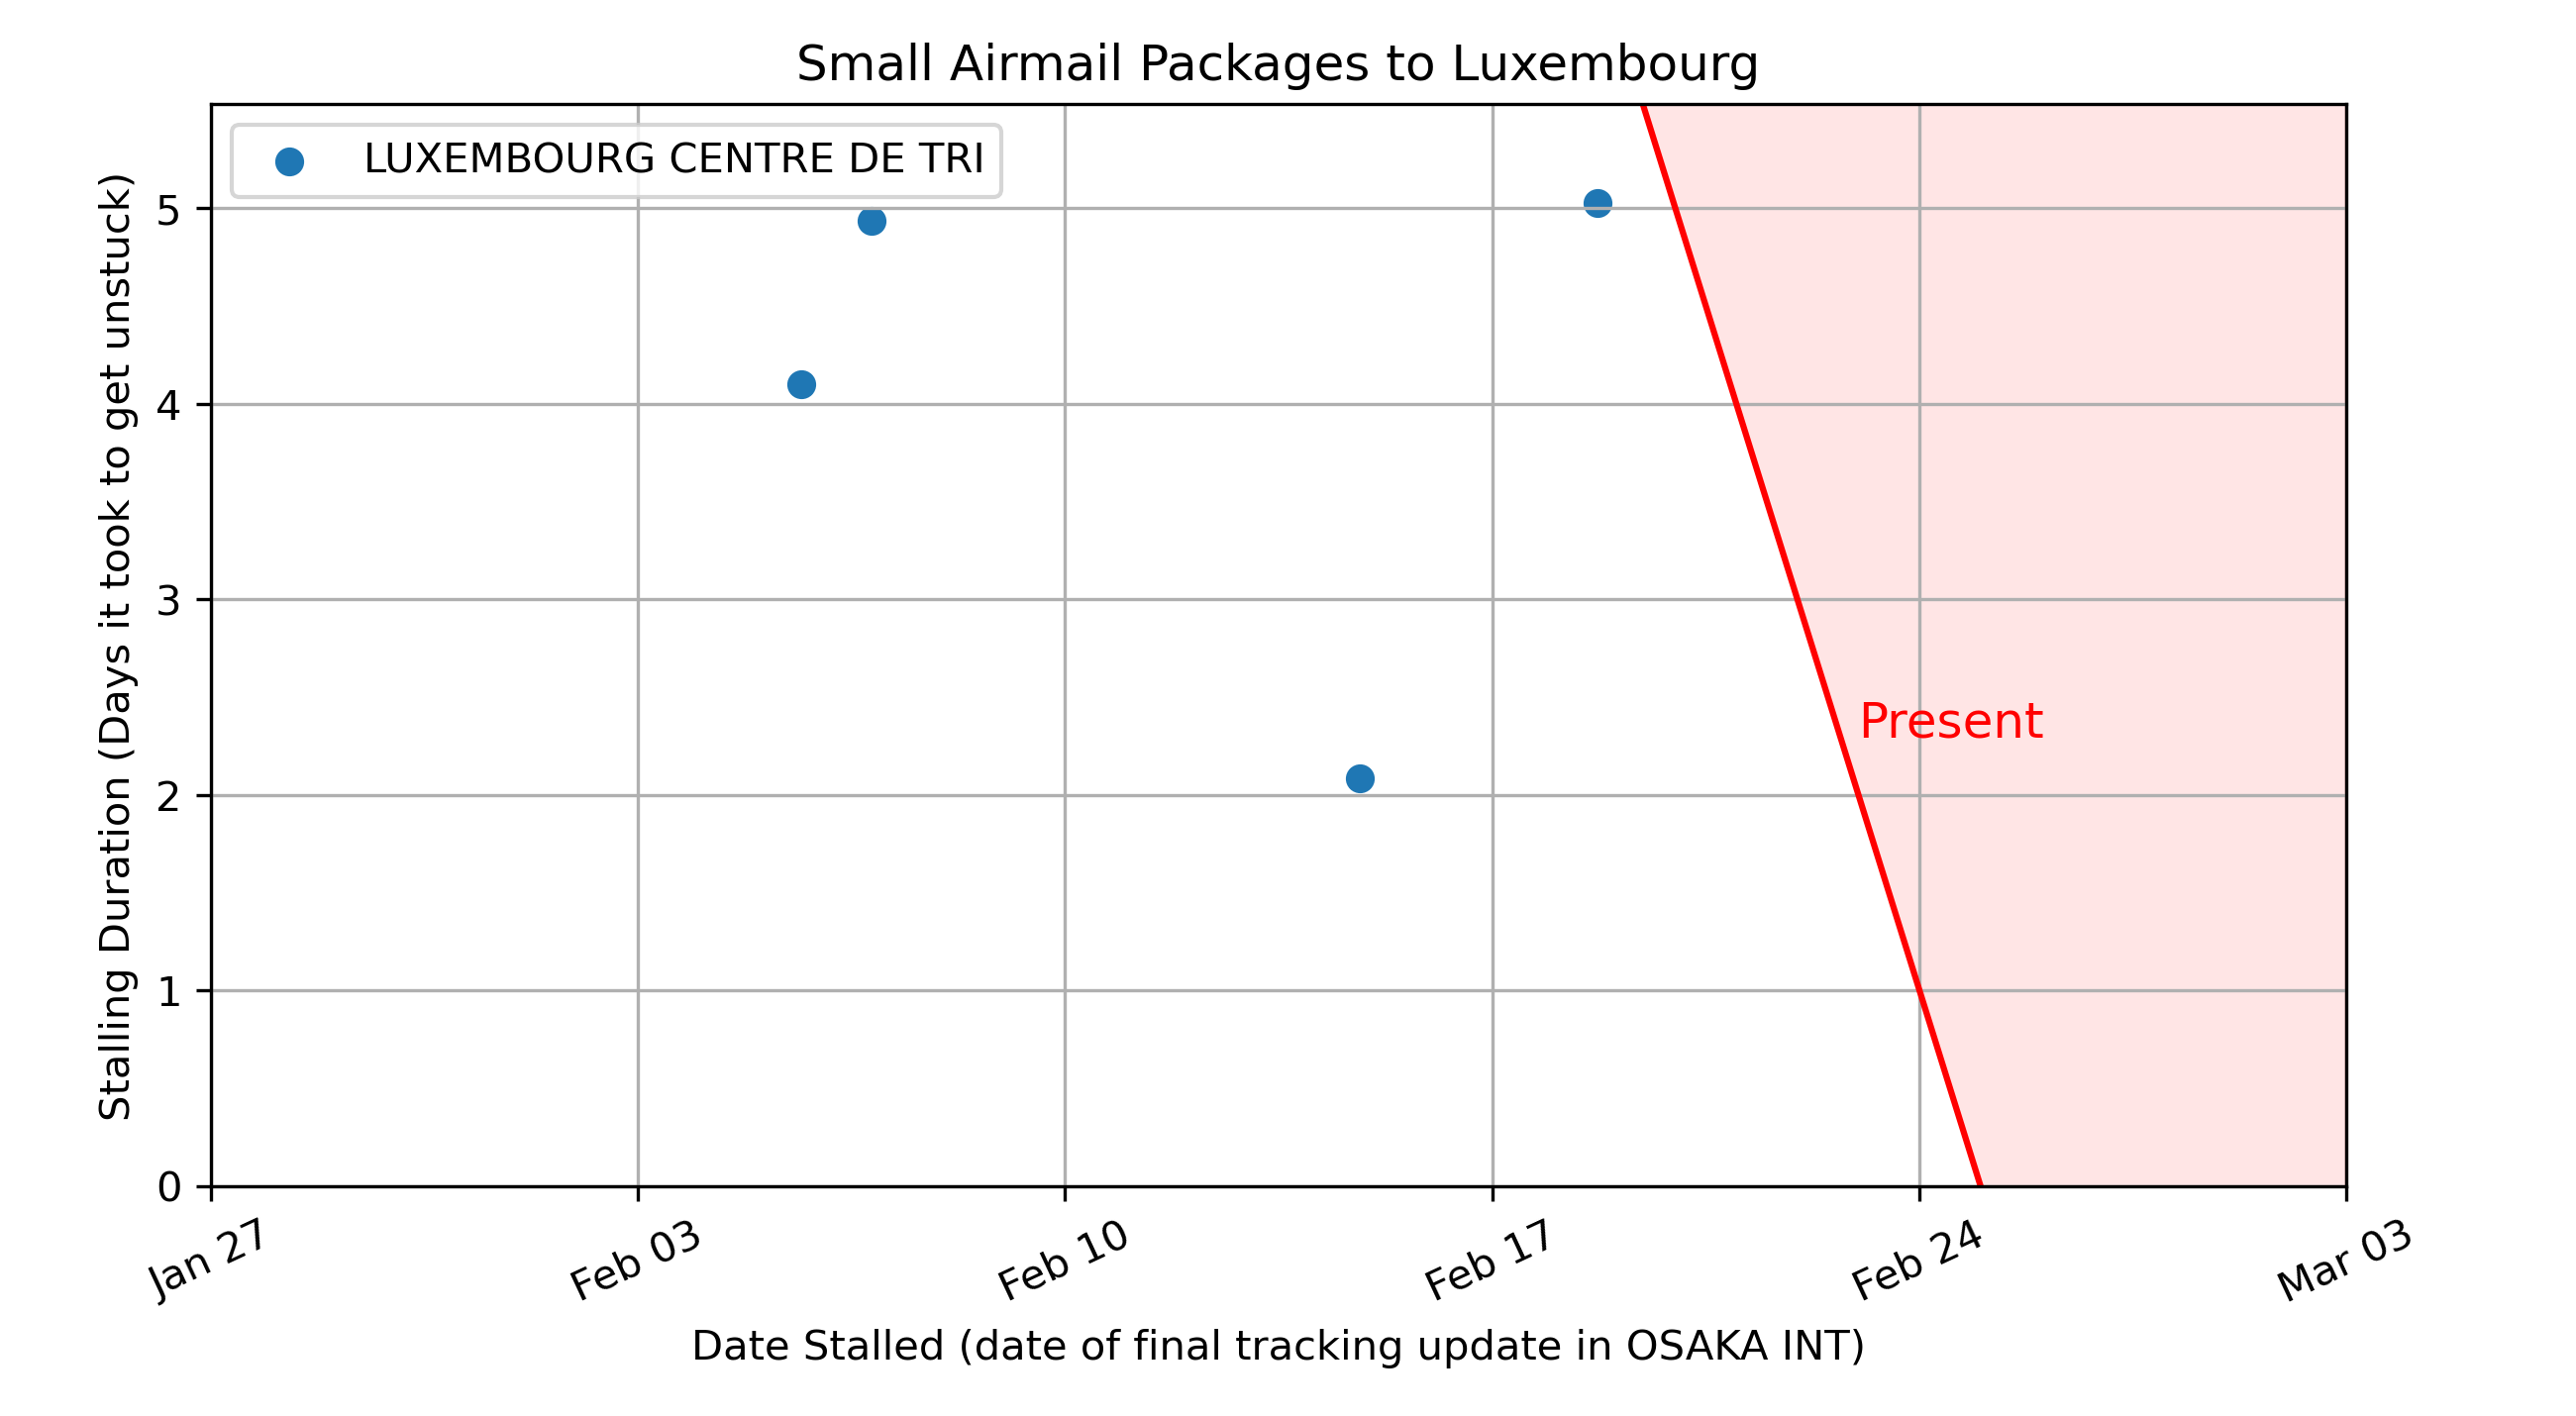 Small Airmail Packages to Luxembourg
LUXEMBOURG CENTRE DE TRI
Stalling Duration (Days it took to get unstuck)
5
4
3
2
1
0
Present
Jan 27
Feb 03
Feb 10
Feb 17
Feb 24
Mar 03
Date Stalled (date of final tracking update in OSAKA INT)